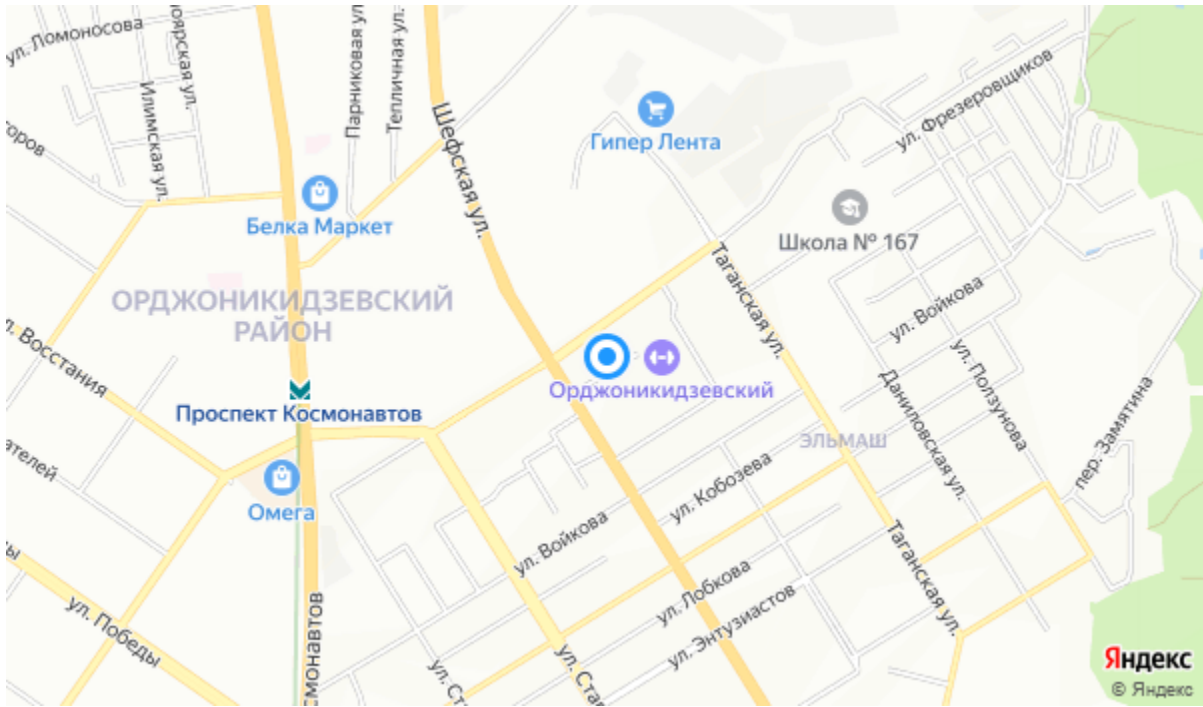 ул. Ломоносова
Парниковая ул.
Тепличная ул.
Илимская ул.
Шефская ул.
Гипер Лента
ул. Фрезеровщиков
Белка Маркет
Школа № 167
Таганская ул.
ОРДЖОНИКИДЗЕВСКИЙ
РАЙОН
ул. Войкова
л. Восстания
ул. Ползунова
Орджоникидзевский
Даниловская ул.
Проспект Космонавтов
ЭЛЬМАШ
пер. Замятина
ул. Кобозева
Омега
ул. Войкова
Таганская ул.
ул. Лобкова
ул. Победы
ул. Энтузиастов
Яндекс
© Яндекс